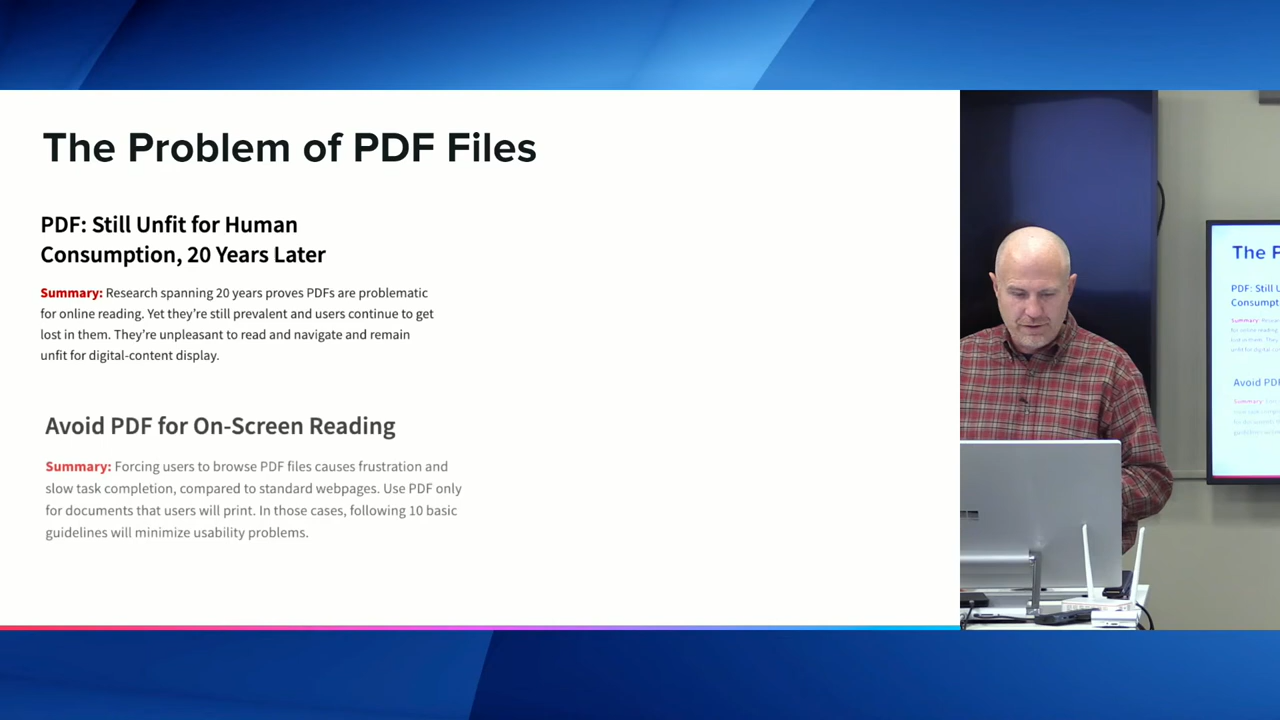 The Problem of PDF Files
PDF: Still Unfit for Human
Consumption, 20 Years Later
Summary: Research spanning 20 years proves PDFs are problematic
for online reading. Yet they’re still prevalent and users continue to get
lost in them. They’re unpleasant to read and navigate and remain
unfit for digital-content display.
Avoid PDF for On-Screen Reading
Summary: Forcing users to browse PDF files causes frustration and
slow task completion, compared to standard webpages. Use PDF only
for documents that users will print. In those cases, following 10 basic
guidelines will minimize usability problems.
The P
PDF: Still U
Consumpt
Avoid PDF